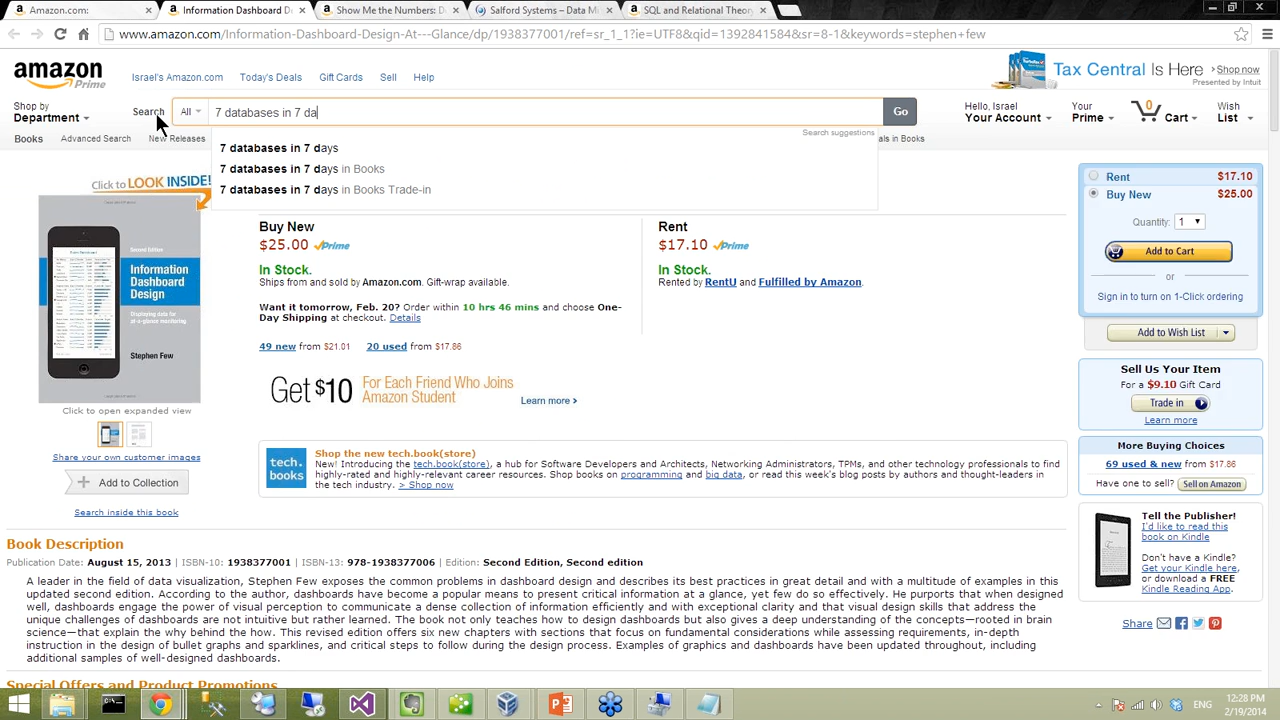 Amazon.com:
Information Dashboard D
Show Me the Numbers: D
Salford Systems – Data M
SQL and Relational Theory
www.amazon.com/Information-Dashboard-Design-At---Glance/dp/1938377001/ref=sr_1_1?ie=UTF8&qid=1392841584&sr=8-1&keywords=stephen+few
amazon Prime
Israel's Amazon.com Today's Deals Gift Cards Sell Help
Tax Central Is Here Shop now
Presented by Intuit
Shop by Department
Search All 7 databases in 7 da Go
Hello, Israel Your Account
Your Prime
0 Cart
Wish List
Books Advanced Search New Releases als in Books
Search suggestions
7 databases in 7 days
7 databases in 7 days in Books
7 databases in 7 days in Books Trade-in
Click to LOOK INSIDE!
Second Edition
Information
Dashboard
Design
Displaying data for
at-a-glance monitoring
Stephen Few
Click to open expanded view
Share your own customer images
Add to Collection
Search inside this book
Buy New
$25.00 Prime
In Stock.
Ships from and sold by Amazon.com. Gift-wrap available.
Want it tomorrow, Feb. 20? Order within 10 hrs 46 mins and choose One-
Day Shipping at checkout. Details
49 new from $21.01 20 used from $17.86
Rent
$17.10 Prime
In Stock.
Rented by RentU and Fulfilled by Amazon.
Get $10 For Each Friend Who Joins
Amazon Student Learn more
tech.
books
Shop the new tech.book(store)
New! Introducing the tech.book(store), a hub for Software Developers and Architects, Networking Administrators, TPMs, and other technology professionals to find
highly-rated and highly-relevant career resources. Shop books on programming and big data, or read this week's blog posts by authors and thought-leaders in
the tech industry. > Shop now
Rent $17.10
Buy New $25.00
Quantity: 1
Add to Cart
or
Sign in to turn on 1-Click ordering
Add to Wish List
Sell Us Your Item
For a $9.10 Gift Card
Trade in
Learn more
More Buying Choices
69 used & new from $17.86
Have one to sell? Sell on Amazon
Tell the Publisher!
I'd like to read this
book on Kindle
Don't have a Kindle?
Get your Kindle here,
or download a FREE
Kindle Reading App.
Share
Book Description
Publication Date: August 15, 2013 | ISBN-10: 1938377001 | ISBN-13: 978-1938377006 | Edition: Second Edition, Second edition
A leader in the field of data visualization, Stephen Few exposes the common problems in dashboard design and describes its best practices in great detail and with a multitude of examples in this
updated second edition. According to the author, dashboards have become a popular means to present critical information at a glance, yet few do so effectively. He purports that when designed
well, dashboards engage the power of visual perception to communicate a dense collection of information efficiently and with exceptional clarity and that visual design skills that address the
unique challenges of dashboards are not intuitive but rather learned. The book not only teaches how to design dashboards but also gives a deep understanding of the concepts—rooted in brain
science—that explain the why behind the how. This revised edition offers six new chapters with sections that focus on fundamental considerations while assessing requirements, in-depth
instruction in the design of bullet graphs and sparklines, and critical steps to follow during the design process. Examples of graphics and dashboards have been updated throughout, including
additional samples of well-designed dashboards.
Special Offers and Product Promotions
ENG
12:28 PM
2/19/2014